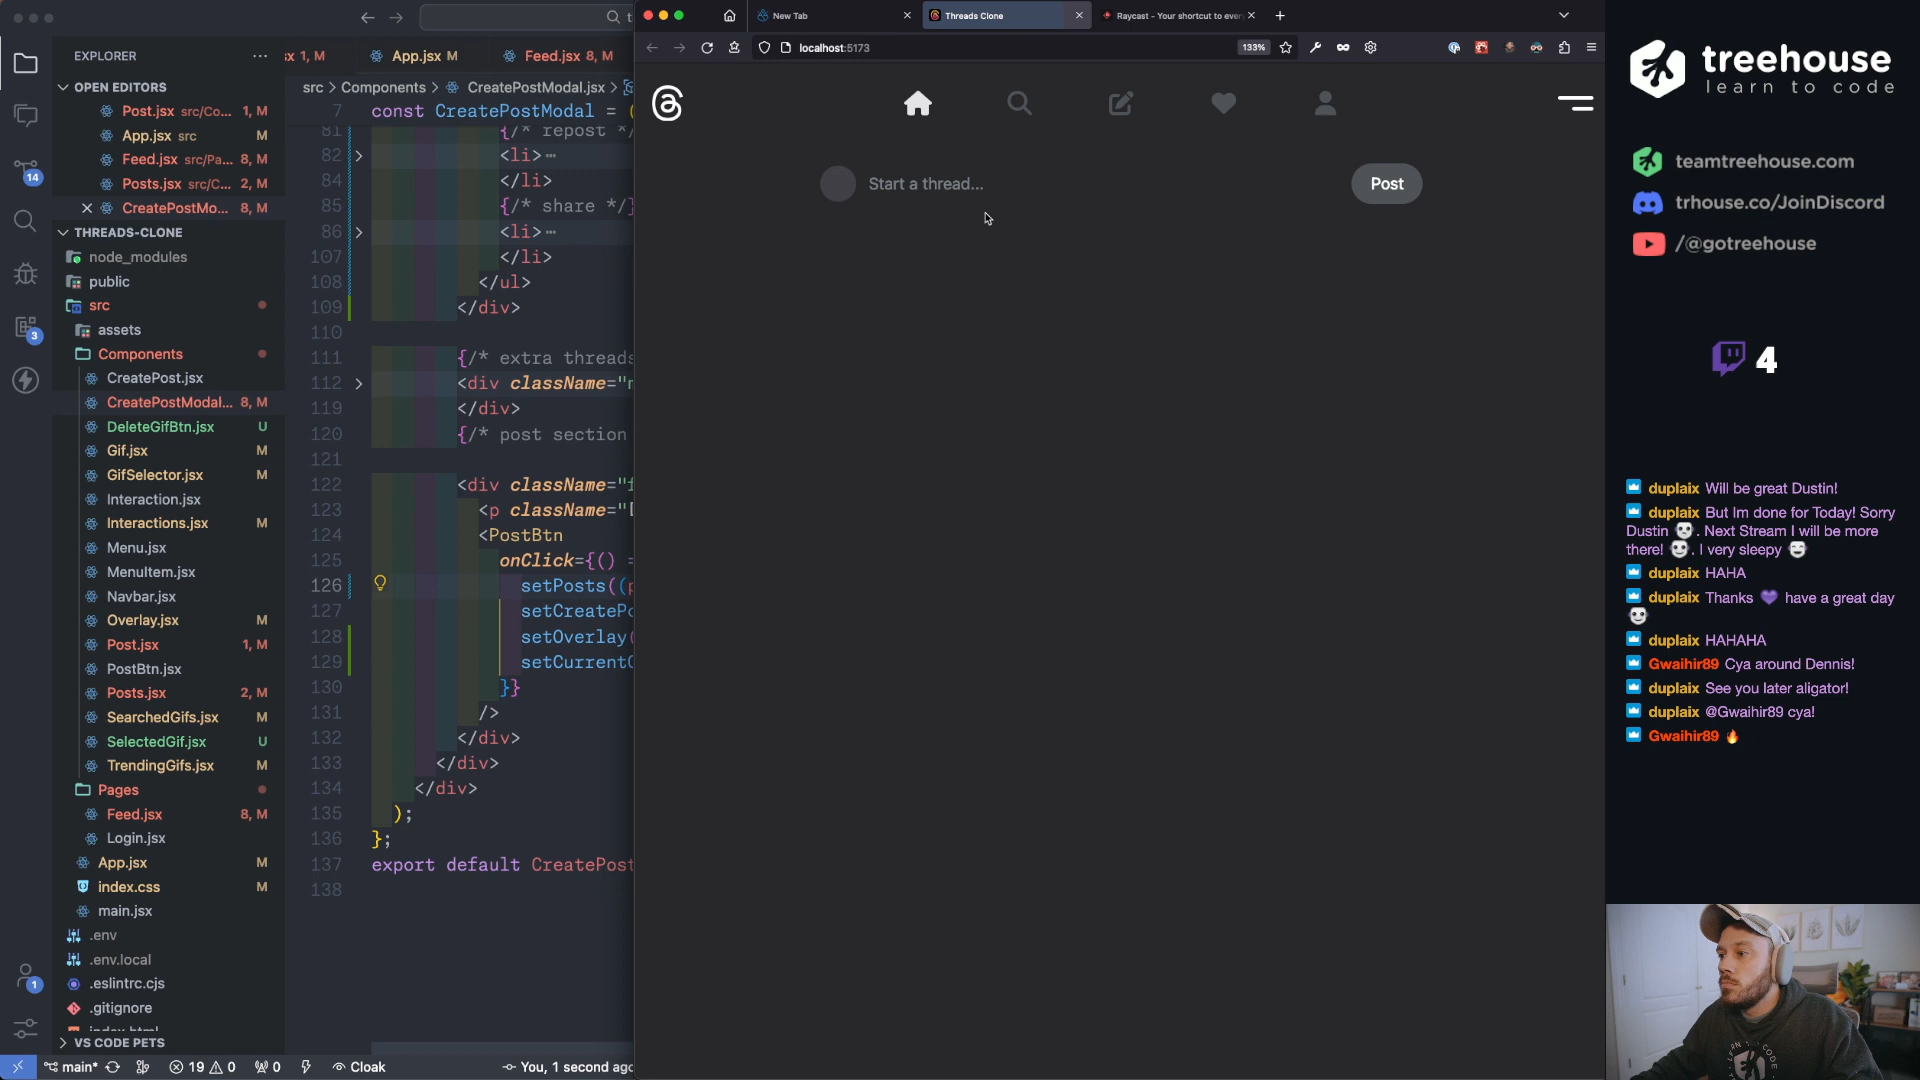 EXPLORER
OPEN EDITORS
Post.jsx src/Co... 1, M
App.jsx src M
Feed.jsx src/Pa... 8, M
Posts.jsx src/C... 2, M
CreatePostMo... 8, M
THREADS-CLONE
node_modules
public
src
assets
Components
CreatePost.jsx
CreatePostModal... 8, M
DeleteGifBtn.jsx U
Gif.jsx M
GifSelector.jsx M
Interaction.jsx
Interactions.jsx M
Menu.jsx
MenuItem.jsx
Navbar.jsx
Overlay.jsx M
Post.jsx 1, M
PostBtn.jsx
Posts.jsx 2, M
SearchedGifs.jsx M
SelectedGif.jsx U
TrendingGifs.jsx M
Pages
Feed.jsx 8, M
Login.jsx
App.jsx M
index.css M
main.jsx
.env
.env.local
.eslintrc.cjs
.gitignore
index.html
VS CODE PETS
14
3
1
main*
19 0
0
Cloak
You, 1 second ago
sx 1, M
App.jsx M
Feed.jsx 8, M
src > Components > CreatePostModal.jsx >
7 const CreatePostModal = (
81 {/* repost */
82 <li>
84 </li>
85 {/* share */}
86 <li>
107 </li>
108 </ul>
109 </div>
110
111 {/* extra threads
112 <div className="
119 </div>
120 {/* post section
121
122 <div className="f
123 <p className="
124 <PostBtn
125 onClick={() =
126 setPosts((p
127 setCreatePo
128 setOverlay(
129 setCurrentG
130 }}
131 />
132 </div>
133 </div>
134 </div>
135 );
136 };
137 export default CreatePost
138
New Tab
Threads Clone
Raycast - Your shortcut to ever
localhost:5173
133%
Start a thread...
Post
treehouse
learn to code
teamtreehouse.com
trhouse.co/JoinDiscord
/@gotreehouse
4
duplaix Will be great Dustin!
duplaix But Im done for Today! Sorry
Dustin . Next Stream I will be more
there! . I very sleepy
duplaix HAHA
duplaix Thanks 💜 have a great day
duplaix HAHAHA
Gwaihir89 Cya around Dennis!
duplaix See you later aligator!
duplaix @Gwaihir89 cya!
Gwaihir89 🔥